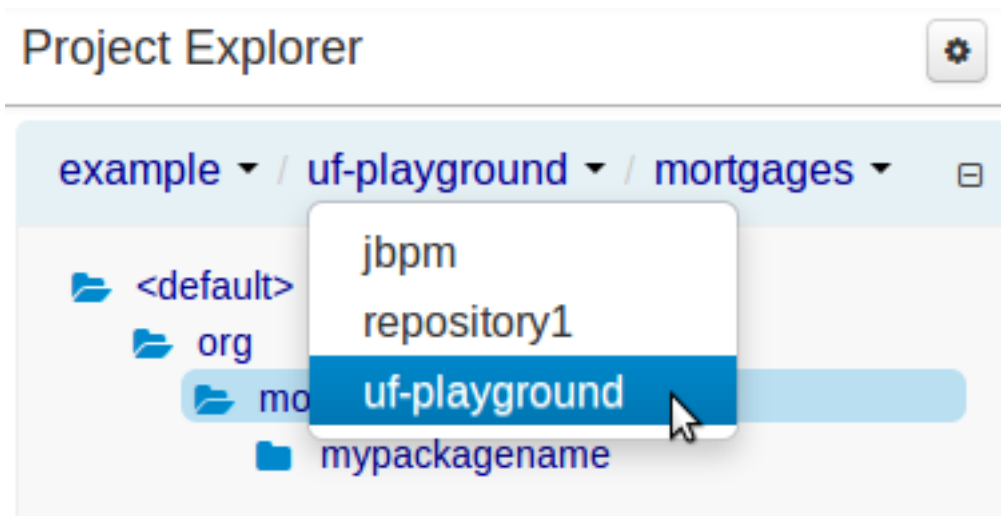 Project Explorer
example / uf-playground / mortgages
jbpm
<default>
repository1
org
uf-playground
mo
mypackagename